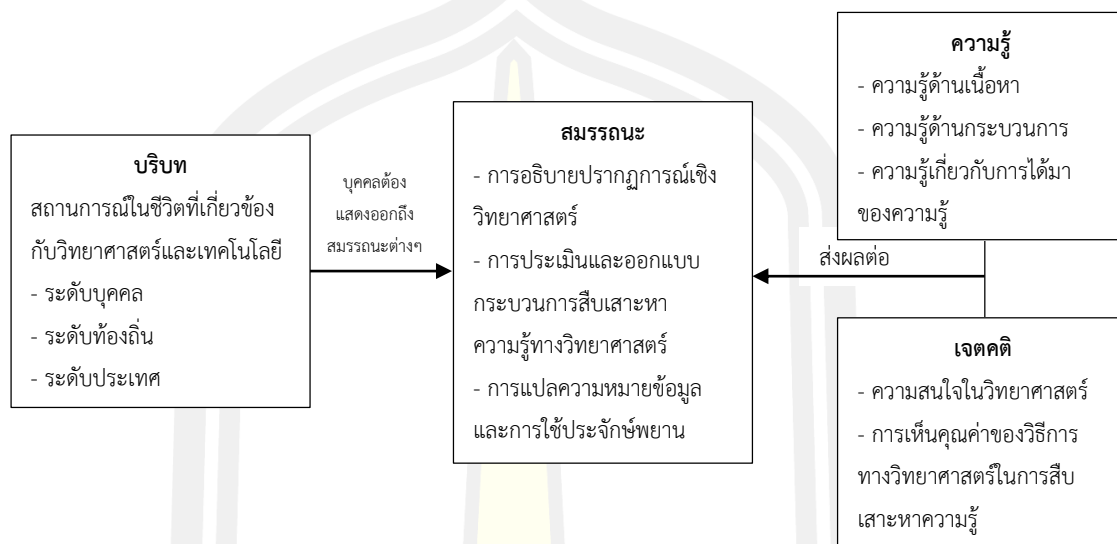 บริบท
สถานการณ์ในชีวิตที่เกี่ยวข้อง
กับวิทยาศาสตร์และเทคโนโลยี
- ระดับบุคคล
- ระดับท้องถิ่น
- ระดับประเทศ
บุคคลต้อง
แสดงออกถึง
สมรรถนะต่างๆ
สมรรถนะ
- การอธิบายปรากฏการณ์เชิง
วิทยาศาสตร์
- การประเมินและออกแบบ
กระบวนการสืบเสาะหา
ความรู้ทางวิทยาศาสตร์
- การแปลความหมายข้อมูล
และการใช้ประจักษ์พยาน
ส่งผลต่อ
ความรู้
- ความรู้ด้านเนื้อหา
- ความรู้ด้านกระบวนการ
- ความรู้เกี่ยวกับการได้มา
ของความรู้
เจตคติ
- ความสนใจในวิทยาศาสตร์
- การเห็นคุณค่าของวิธีการ
ทางวิทยาศาสตร์ในการสืบ
เสาะหาความรู้